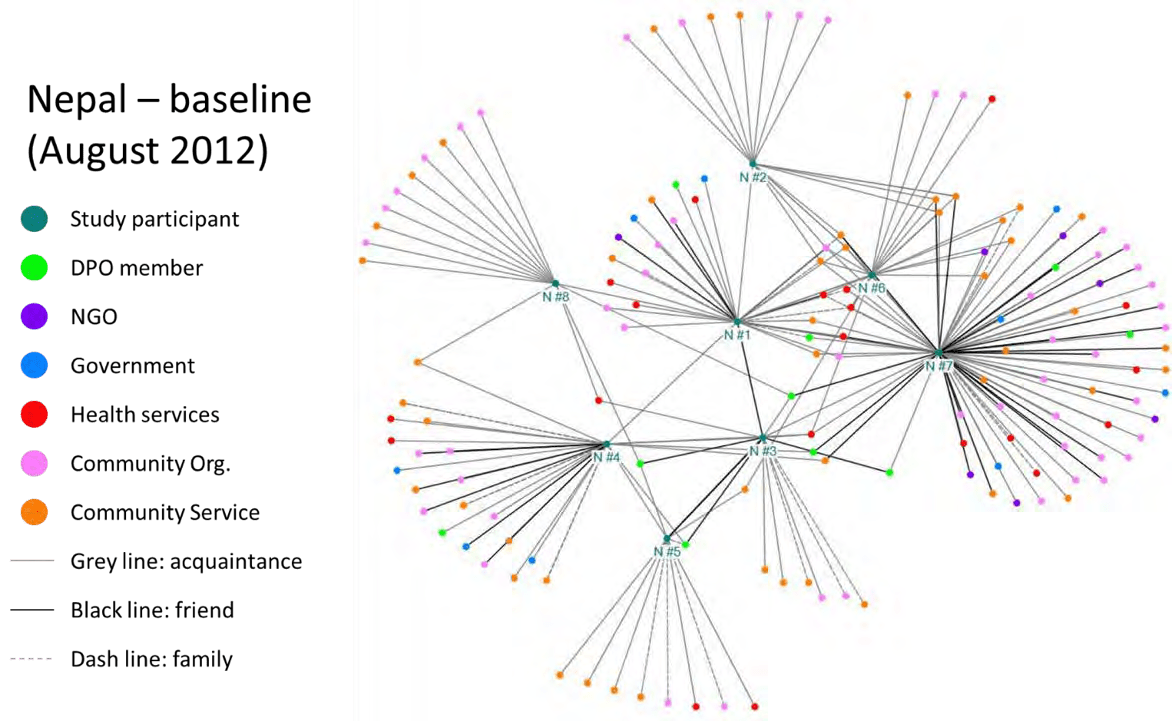 Nepal – baseline
(August 2012)
Study participant
DPO member
NGO
Government
Health services
Community Org.
Community Service
Grey line: acquaintance
Black line: friend
Dash line: family
N #2
N #6
N #8
N #1
N #7
N #3
N #4
N #5